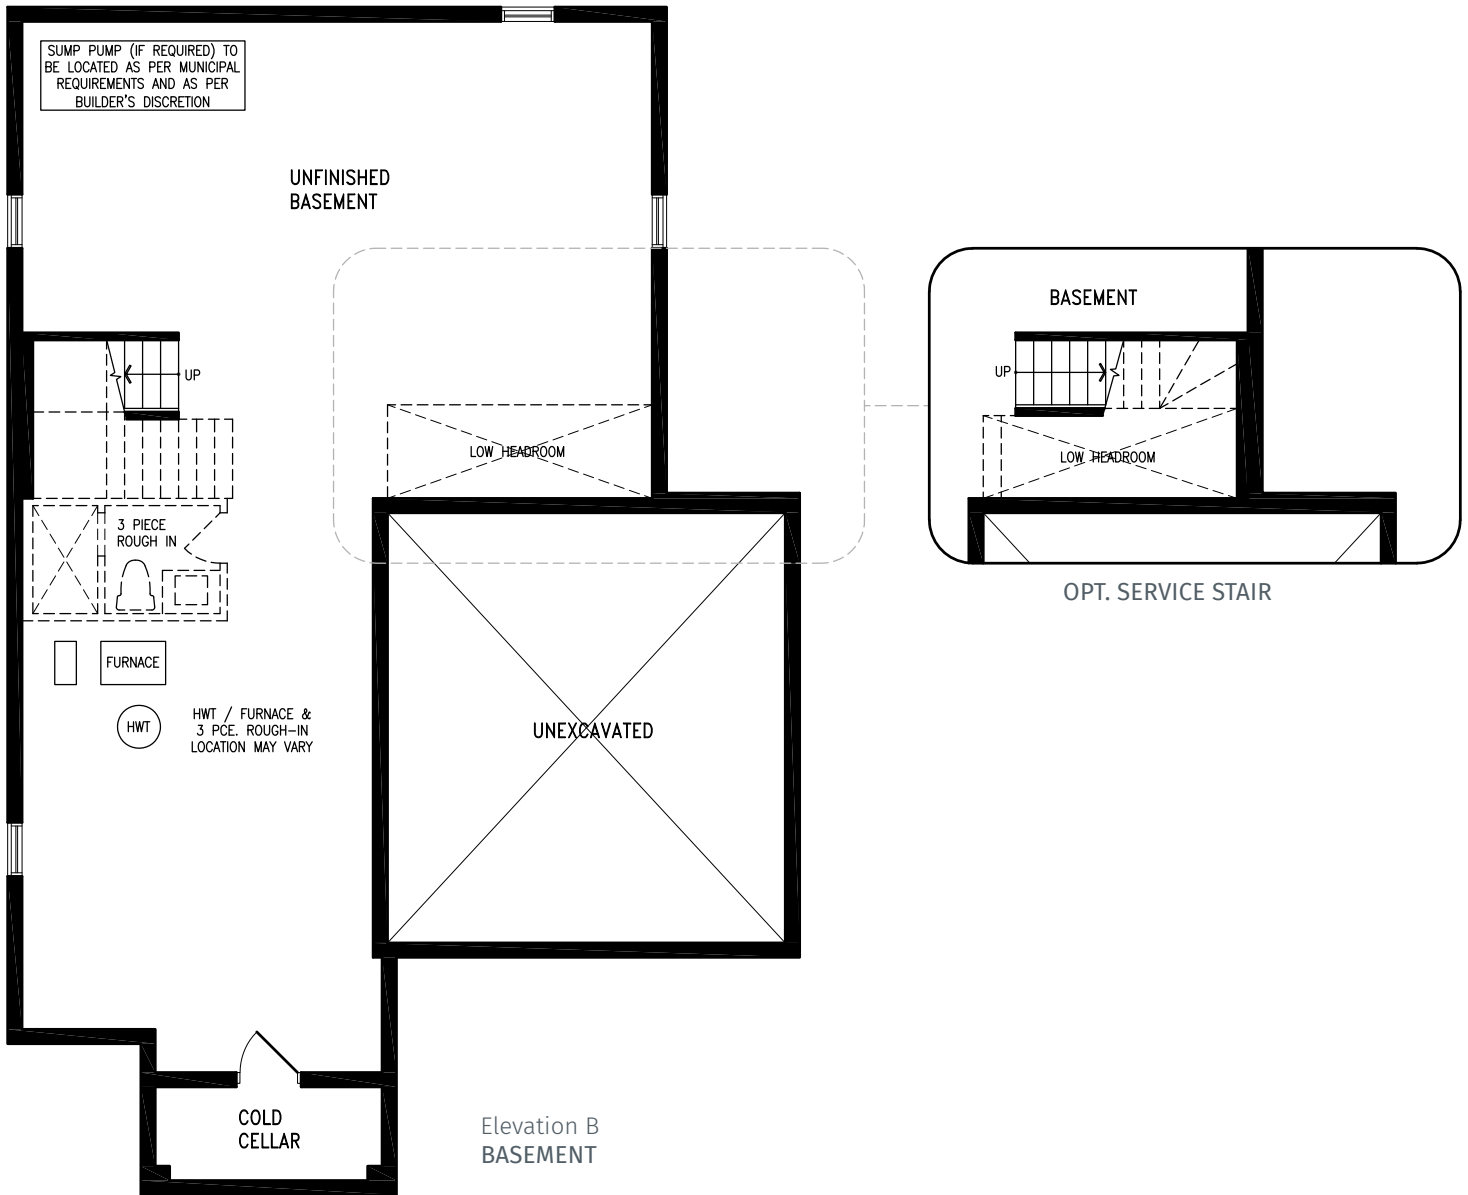 SUMP PUMP (IF REQUIRED) TO
BE LOCATED AS PER MUNICIPAL
REQUIREMENTS AND AS PER
BUILDER'S DISCRETION
UNFINISHED
BASEMENT
UP
LOW HEADROOM
3 PIECE
ROUGH IN
FURNACE
HWT
HWT / FURNACE &
3 PCE. ROUGH-IN
LOCATION MAY VARY
UNEXCAVATED
COLD
CELLAR
Elevation B
BASEMENT
BASEMENT
UP
LOW HEADROOM
OPT. SERVICE STAIR